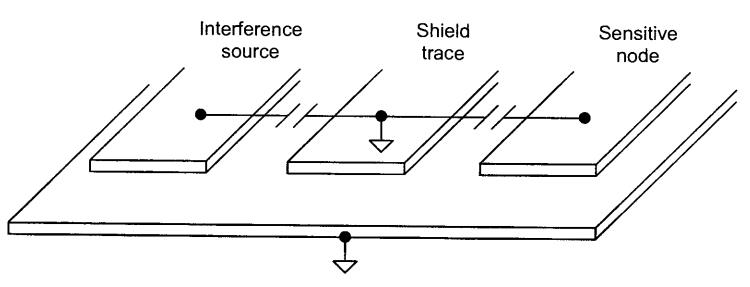 Interference
source
Shield
trace
Sensitive
node